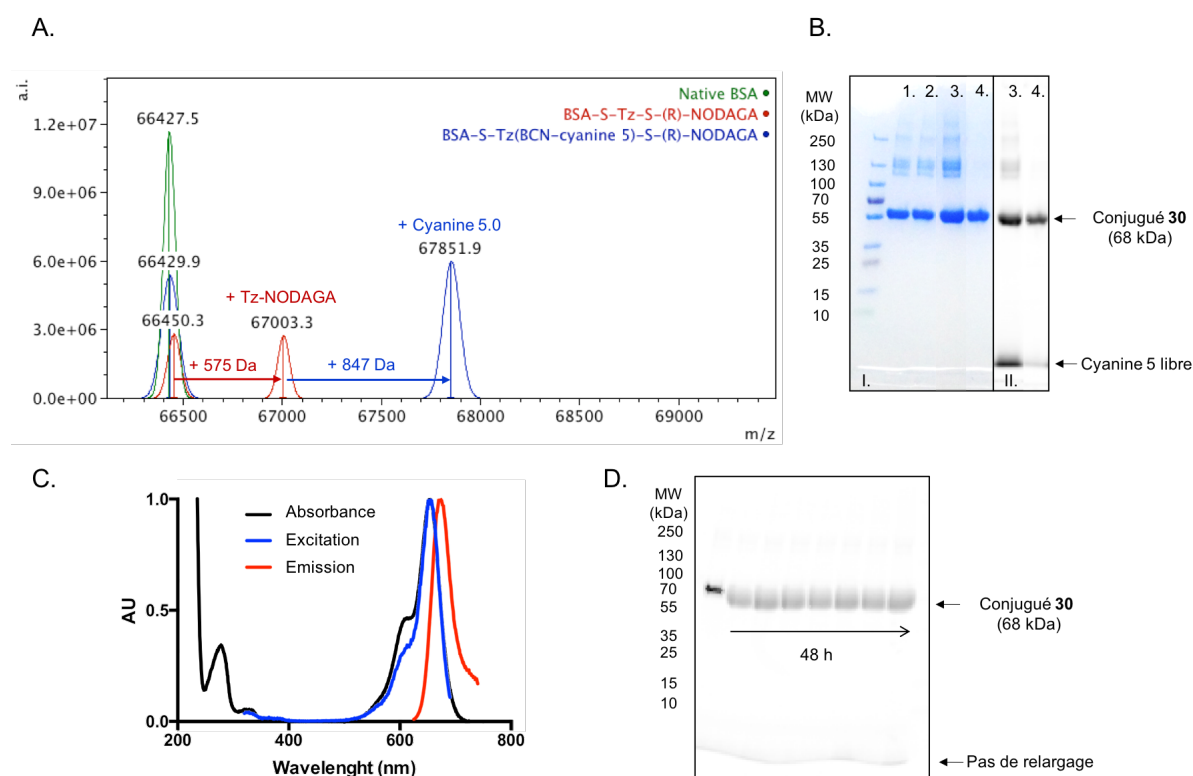 A.
a.i.
1.2e+07
9.0e+06
6.0e+06
3.0e+06
0.0e+00
66427.5
66429.9
66450.3
+ Tz-NODAGA
67003.3
+ Cyanine 5.0
67851.9
+ 575 Da
+ 847 Da
Native BSA
BSA-S-Tz-S-(R)-NODAGA
BSA-S-Tz(BCN-cyanine 5)-S-(R)-NODAGA
66500 67000 67500 68000 68500 69000
m/z
B.
MW
(kDa)
250
130
100
70
55
35
25
15
10
1. 2. 3. 4.
3. 4.
I.
II.
Conjugué 30
(68 kDa)
Cyanine 5 libre
C.
AU
1.0
0.5
0.0
Absorbance
Excitation
Emission
200 400 600 800
Wavelenght (nm)
D.
MW
(kDa)
250
130
100
70
55
35
25
15
10
48 h
Conjugué 30
(68 kDa)
Pas de relargage